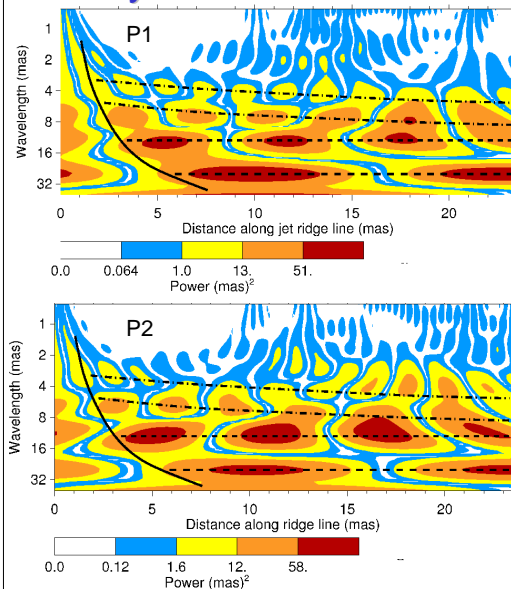 P1
1
2
4
8
16
32
Wavelength (mas)
0 5 10 15 20
Distance along jet ridge line (mas)
0.0 0.064 1.0 13. 51.
Power (mas)²
P2
1
2
4
8
16
32
Wavelength (mas)
0 5 10 15 20
Distance along ridge line (mas)
0.0 0.12 1.6 12. 58.
Power (mas)²